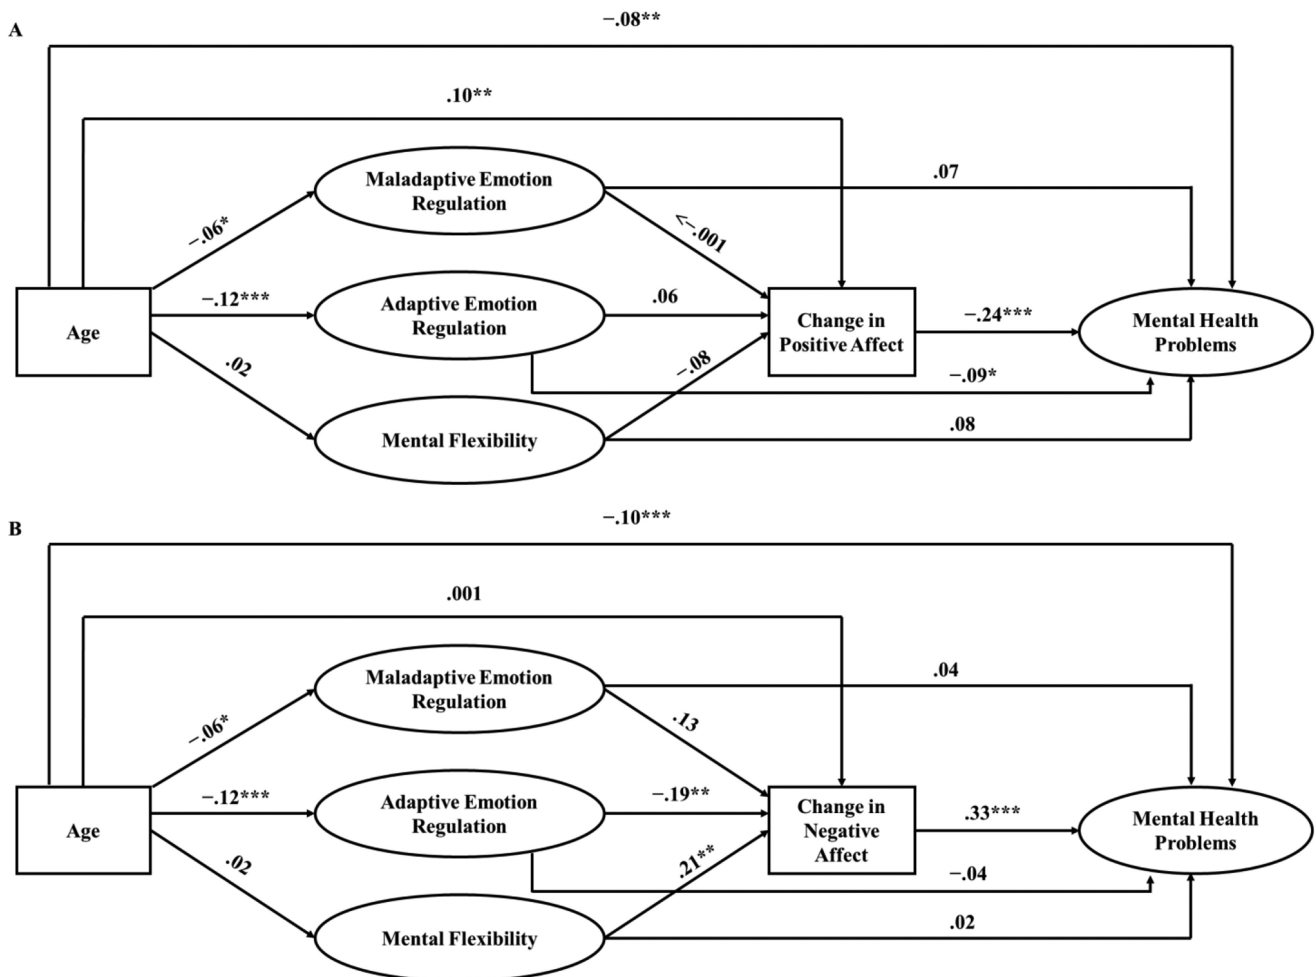 A
−.08**
.10**
Maladaptive Emotion
Regulation
.07
−.06*
<−.001
Age
−.12***
Adaptive Emotion
Regulation
.06
Change in
Positive Affect
−.24***
Mental Health
Problems
.02
−.08
−.09*
Mental Flexibility
.08
B
−.10***
.001
Maladaptive Emotion
Regulation
.04
−.06*
.13
Age
−.12***
Adaptive Emotion
Regulation
−.19**
Change in
Negative
Affect
.33***
Mental Health
Problems
.02
.21**
−.04
Mental Flexibility
.02